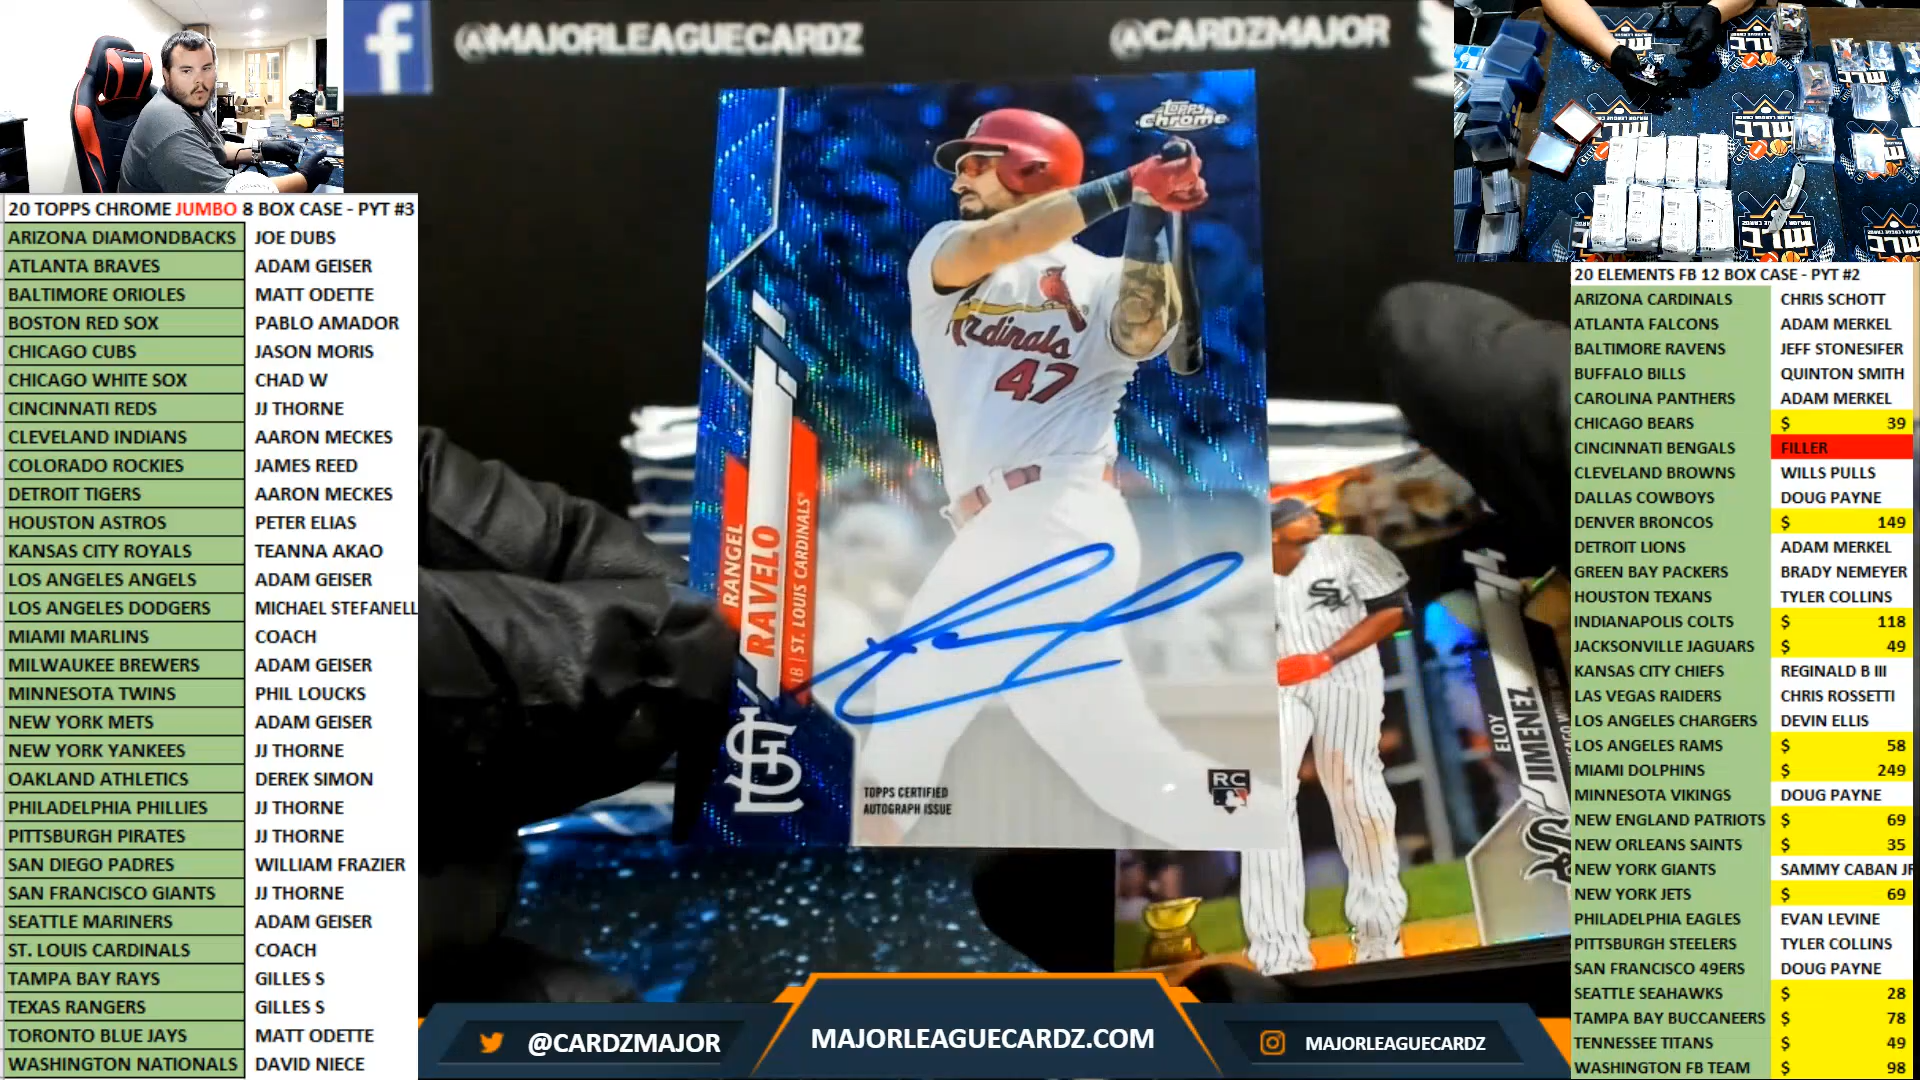 @MAJORLEAGUECARDZ
@CARDZMAJOR
20 TOPPS CHROME JUMBO 8 BOX CASE - PYT #3
ARIZONA DIAMONDBACKS JOE DUBS
ATLANTA BRAVES ADAM GEISER
BALTIMORE ORIOLES MATT ODETTE
BOSTON RED SOX PABLO AMADOR
CHICAGO CUBS JASON MORIS
CHICAGO WHITE SOX CHAD W
CINCINNATI REDS JJ THORNE
CLEVELAND INDIANS AARON MECKES
COLORADO ROCKIES JAMES REED
DETROIT TIGERS AARON MECKES
HOUSTON ASTROS PETER ELIAS
KANSAS CITY ROYALS TEANNA AKAO
LOS ANGELES ANGELS ADAM GEISER
LOS ANGELES DODGERS MICHAEL STEFANELL
MIAMI MARLINS COACH
MILWAUKEE BREWERS ADAM GEISER
MINNESOTA TWINS PHIL LOUCKS
NEW YORK METS ADAM GEISER
NEW YORK YANKEES JJ THORNE
OAKLAND ATHLETICS DEREK SIMON
PHILADELPHIA PHILLIES JJ THORNE
PITTSBURGH PIRATES JJ THORNE
SAN DIEGO PADRES WILLIAM FRAZIER
SAN FRANCISCO GIANTS JJ THORNE
SEATTLE MARINERS ADAM GEISER
ST. LOUIS CARDINALS COACH
TAMPA BAY RAYS GILLES S
TEXAS RANGERS GILLES S
TORONTO BLUE JAYS MATT ODETTE
WASHINGTON NATIONALS DAVID NIECE
TOPPS
Chrome
Cardinals
47
RANGEL
RAVELO
1B | ST. LOUIS CARDINALS
STL
TOPPS CERTIFIED
AUTOGRAPH ISSUE
RC
ELOY
JIMENEZ
20 ELEMENTS FB 12 BOX CASE - PYT #2
ARIZONA CARDINALS CHRIS SCHOTT
ATLANTA FALCONS ADAM MERKEL
BALTIMORE RAVENS JEFF STONESIFER
BUFFALO BILLS QUINTON SMITH
CAROLINA PANTHERS ADAM MERKEL
CHICAGO BEARS $ 39
CINCINNATI BENGALS FILLER
CLEVELAND BROWNS WILLS PULLS
DALLAS COWBOYS DOUG PAYNE
DENVER BRONCOS $ 149
DETROIT LIONS ADAM MERKEL
GREEN BAY PACKERS BRADY NEMEYER
HOUSTON TEXANS TYLER COLLINS
INDIANAPOLIS COLTS $ 118
JACKSONVILLE JAGUARS $ 49
KANSAS CITY CHIEFS REGINALD B III
LAS VEGAS RAIDERS CHRIS ROSSETTI
LOS ANGELES CHARGERS DEVIN ELLIS
LOS ANGELES RAMS $ 58
MIAMI DOLPHINS $ 249
MINNESOTA VIKINGS DOUG PAYNE
NEW ENGLAND PATRIOTS $ 69
NEW ORLEANS SAINTS $ 35
NEW YORK GIANTS SAMMY CABAN JR
NEW YORK JETS $ 69
PHILADELPHIA EAGLES EVAN LEVINE
PITTSBURGH STEELERS TYLER COLLINS
SAN FRANCISCO 49ERS DOUG PAYNE
SEATTLE SEAHAWKS $ 28
TAMPA BAY BUCCANEERS $ 78
TENNESSEE TITANS $ 49
WASHINGTON FB TEAM $ 98
@CARDZMAJOR
MAJORLEAGUECARDZ.COM
MAJORLEAGUECARDZ